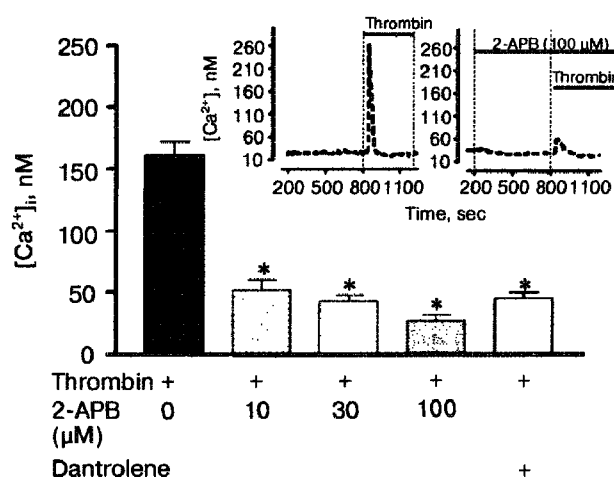 Thrombin
2-APB (100 µM)
Thrombin
[Ca²⁺]ᵢ, nM
260
210
160
110
60
10
260
210
160
110
60
10
200 500 800 1100
200 500 800 1100
Time, sec
[Ca²⁺]ᵢ, nM
250
200
150
100
50
0
* * * *
Thrombin + + + + +
2-APB 0 10 30 100
(µM)
Dantrolene +